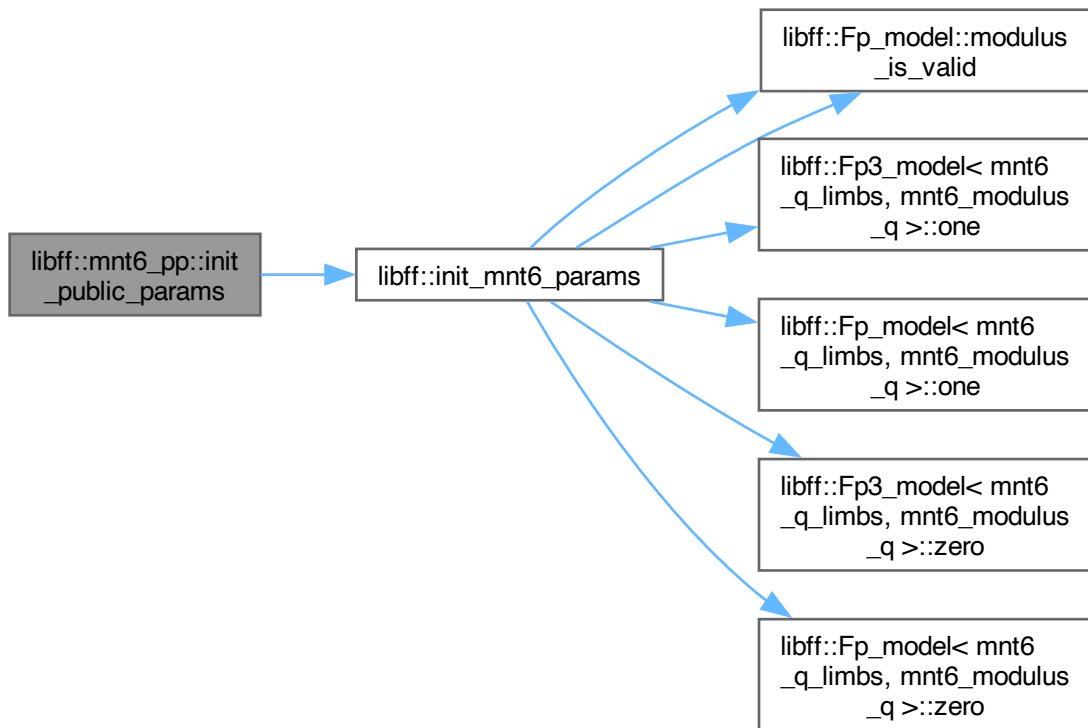 libff::mnt6_pp::init
_public_params
libff::init_mnt6_params
libff::Fp_model::modulus
_is_valid
libff::Fp3_model< mnt6
_q_limbs, mnt6_modulus
_q >::one
libff::Fp_model< mnt6
_q_limbs, mnt6_modulus
_q >::one
libff::Fp3_model< mnt6
_q_limbs, mnt6_modulus
_q >::zero
libff::Fp_model< mnt6
_q_limbs, mnt6_modulus
_q >::zero